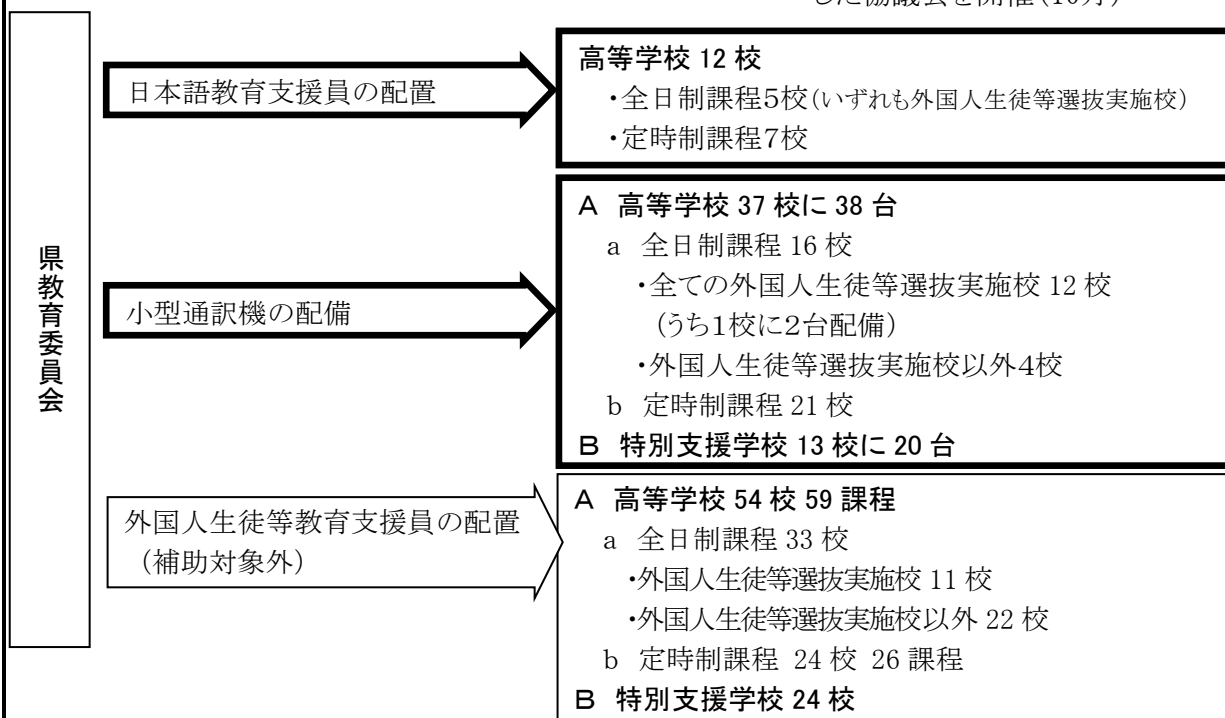 した協議会を開催(10月)
県教育委員会
日本語教育支援員の配置
高等学校 12 校
・全日制課程5校(いずれも外国人生徒等選抜実施校)
・定時制課程7校
小型通訳機の配備
A 高等学校 37 校に 38 台
a 全日制課程 16 校
・全ての外国人生徒等選抜実施校 12 校
(うち1校に2台配備)
・外国人生徒等選抜実施校以外4校
b 定時制課程 21 校
B 特別支援学校 13 校に 20 台
外国人生徒等教育支援員の配置
(補助対象外)
A 高等学校 54 校 59 課程
a 全日制課程 33 校
・外国人生徒等選抜実施校 11 校
・外国人生徒等選抜実施校以外 22 校
b 定時制課程 24 校 26 課程
B 特別支援学校 24 校